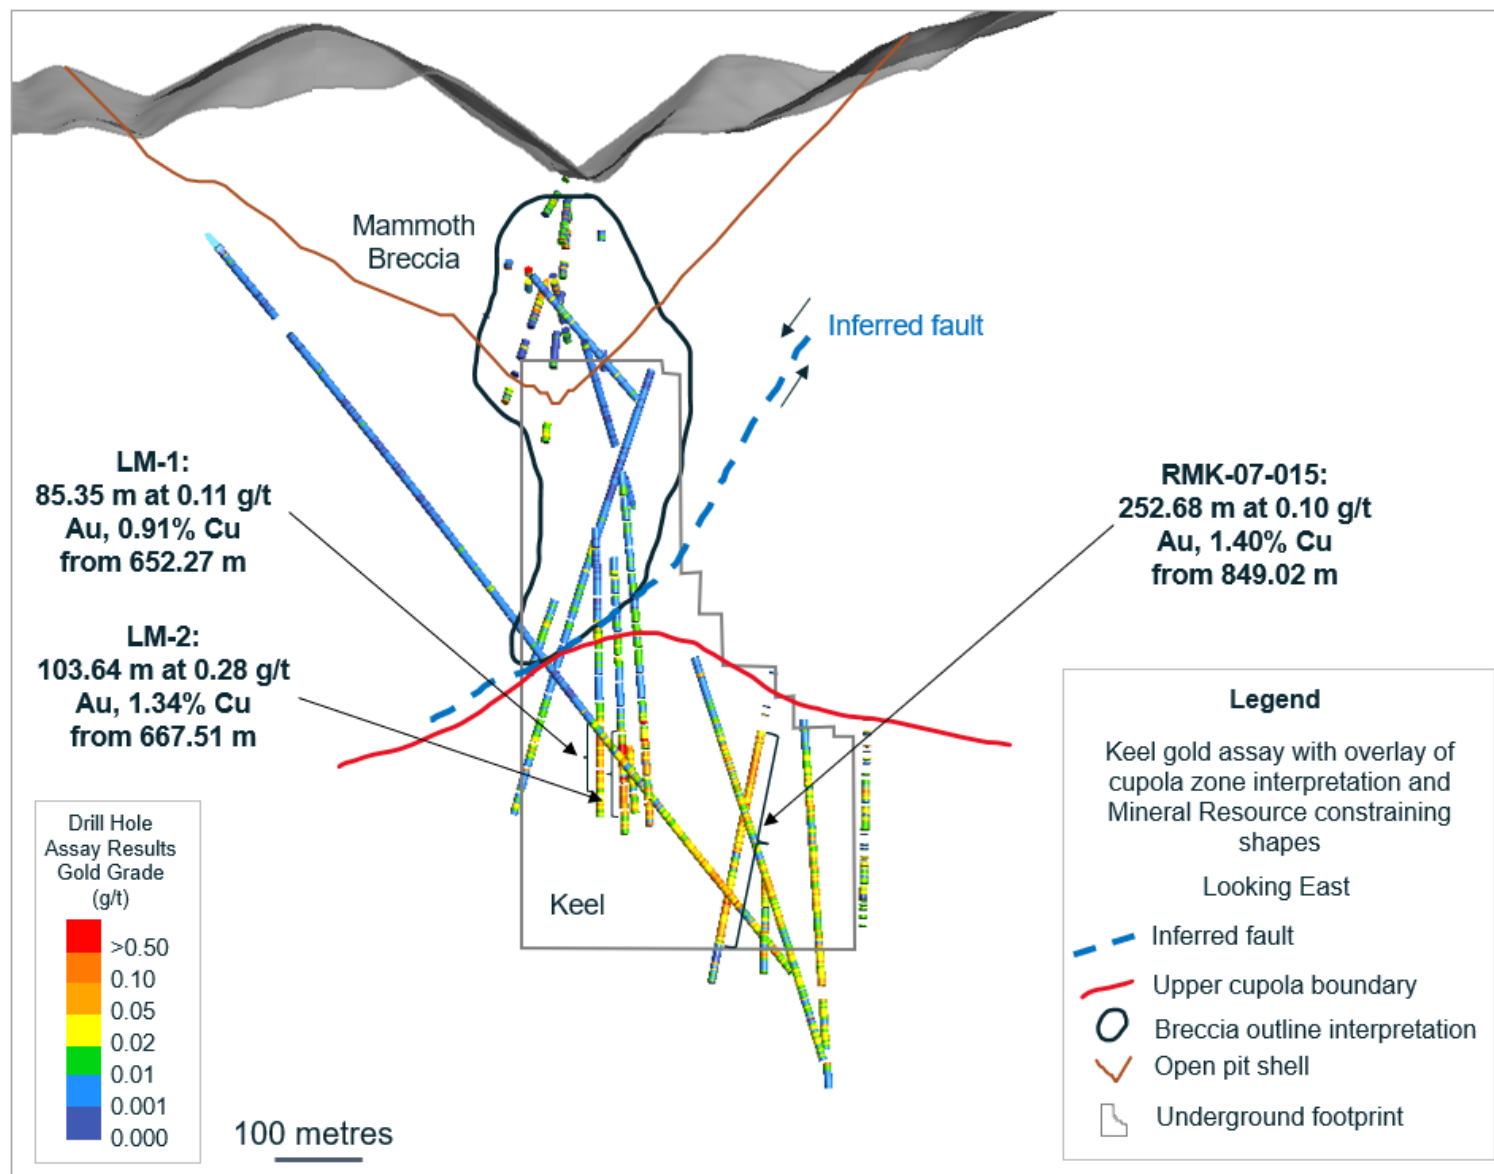 Mammoth
Breccia
Inferred fault
LM-1:
85.35 m at 0.11 g/t
Au, 0.91% Cu
from 652.27 m
RMK-07-015:
252.68 m at 0.10 g/t
Au, 1.40% Cu
from 849.02 m
LM-2:
103.64 m at 0.28 g/t
Au, 1.34% Cu
from 667.51 m
Keel
Drill Hole
Assay Results
Gold Grade
(g/t)
>0.50
0.10
0.05
0.02
0.01
0.001
0.000
100 metres
Legend
Keel gold assay with overlay of
cupola zone interpretation and
Mineral Resource constraining
shapes
Looking East
Inferred fault
Upper cupola boundary
Breccia outline interpretation
Open pit shell
Underground footprint